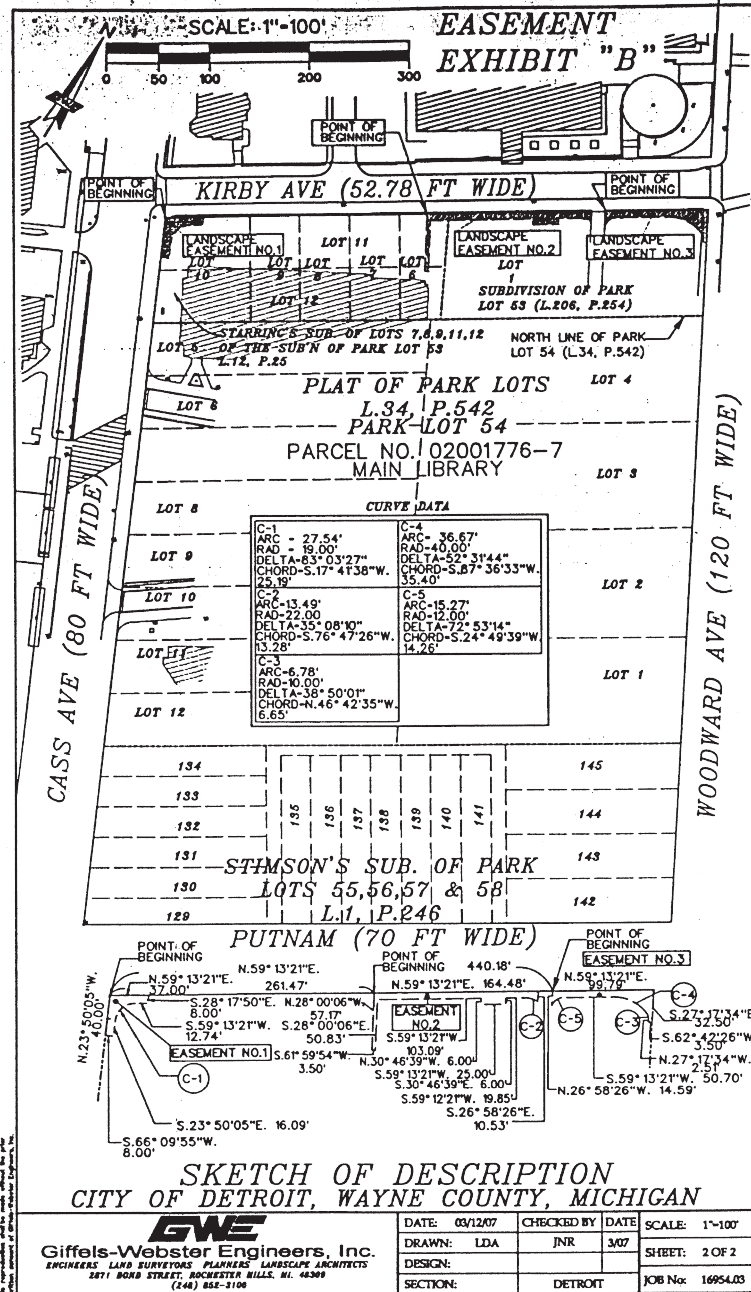 N
SCALE: 1"=100'
0 50 100 200 300
EASEMENT
EXHIBIT "B"
GWE
POINT OF
BEGINNING
POINT OF
BEGINNING
POINT OF
BEGINNING
KIRBY AVE (52.78 FT WIDE)
LANDSCAPE
EASEMENT NO.1
LOT 11
LANDSCAPE
EASEMENT NO.2
LANDSCAPE
EASEMENT NO.3
LOT
10
LOT
9
LOT
8
LOT
7
LOT
6
LOT 12
LOT
1
SUBDIVISION OF PARK
LOT 53 (L.206, P.254)
STARRING'S SUB. OF LOTS 7,8,9,11,12
OF THE SUB'N OF PARK LOT 53
L.12, P.25
NORTH LINE OF PARK
LOT 54 (L.34, P.542)
LOT 5
LOT 4
PLAT OF PARK LOTS
L.34, P.542
PARK LOT 54
LOT 6
PARCEL NO. 02001776-7
MAIN LIBRARY
LOT 3
LOT 8
CURVE DATA
C-1
ARC - 27.54'
RAD - 19.00'
DELTA-83° 03'27"
CHORD-S.17° 41'38"W.
25.19'
C-4
ARC- 36.67'
RAD-40.00'
DELTA-52° 31'44"
CHORD-S.87° 36'33"W.
35.40'
C-2
ARC-13.49'
RAD-22.00
DELTA-35° 08'10"
CHORD-S.76° 47'26"W.
13.28'
C-5
ARC-15.27'
RAD-12.00'
DELTA-72° 53'14"
CHORD-S.24° 49'39"W.
14.26'
C-3
ARC-6.78'
RAD-10.00'
DELTA-38° 50'01"
CHORD-N.46° 42'35"W.
6.65'
LOT 9
LOT 10
LOT 11
LOT 12
LOT 2
LOT 1
CASS AVE (80 FT WIDE)
WOODWARD AVE (120 FT WIDE)
134
133
132
131
130
129
135
136
137
138
139
140
141
145
144
143
142
STIMSON'S SUB. OF PARK
LOTS 55,56,57 & 58
L.1, P.246
PUTNAM (70 FT WIDE)
POINT OF
BEGINNING
POINT OF
BEGINNING
POINT OF
BEGINNING
EASEMENT NO.3
N.59° 13'21"E.
37.00'
N.59° 13'21"E.
261.47'
440.18'
N.59° 13'21"E. 164.48'
N.59° 13'21"E.
99.79'
N.23° 50'05"W.
40.00'
S.28° 17'50"E.
8.00'
S.59° 13'21"W.
12.74'
EASEMENT NO.1
C-1
S.23° 50'05"E. 16.09'
S.66° 09'55"W.
8.00'
N.28° 00'06"W.
57.17'
S.28° 00'06"E.
50.83'
S.61° 59'54"W.
3.50'
EASEMENT
NO.2
S.59° 13'21"W.
103.09'
N.30° 46'39"W. 6.00'
S.59° 13'21"W. 25.00'
S.30° 46'39"E. 6.00'
S.59° 12'21"W. 19.85'
S.26° 58'26"E.
10.53'
C-2
C-5
C-3
C-4
S.27° 17'34"E
32.50'
S.62° 42'26"W
3.50'
N.27° 17'34"W.
2.51'
S.59° 13'21"W. 50.70'
N.26° 58'26"W. 14.59'
SKETCH OF DESCRIPTION
CITY OF DETROIT, WAYNE COUNTY, MICHIGAN
GWE
Giffels-Webster Engineers, Inc.
ENGINEERS LAND SURVEYORS PLANNERS LANDSCAPE ARCHITECTS
2871 BOND STREET, ROCHESTER HILLS, MI. 48309
(248) 852-3100
DATE: 03/12/07
CHECKED BY
DATE
SCALE: 1"=100'
DRAWN: LDA
JNR
3/07
SHEET: 2 OF 2
DESIGN:
SECTION:
DETROIT
JOB No: 16954.03